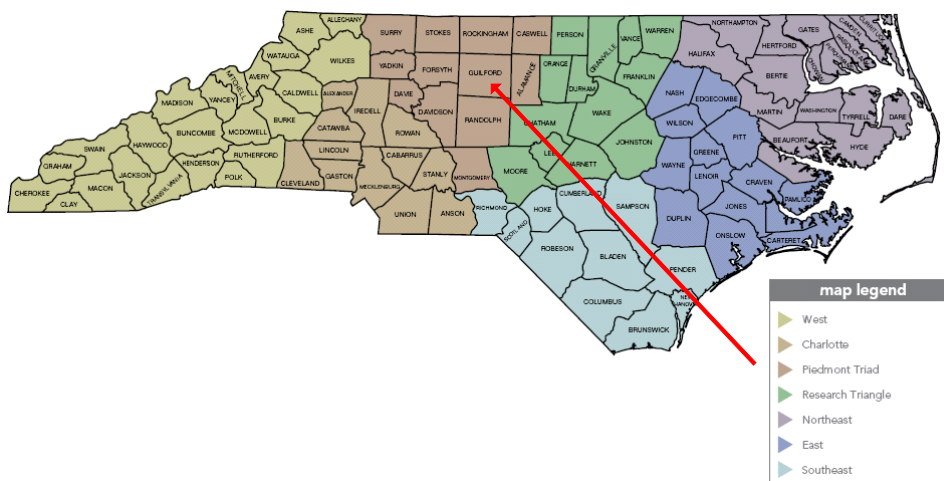 ALLEGHANY
ASHE
SURRY
STOKES
ROCKINGHAM
CASWELL
PERSON
VANCE
WARREN
NORTHAMPTON
GATES
CAMDEN
HALIFAX
HERTFORD
WATAUGA
WILKES
YADKIN
FORSYTH
GUILFORD
ALAMANCE
ORANGE
GRANVILLE
DURHAM
FRANKLIN
BERTIE
MITCHELL
AVERY
CALDWELL
ALEXANDER
DAVIE
IREDELL
NASH
EDGECOMBE
MADISON
YANCEY
BURKE
DAVIDSON
RANDOLPH
CHATHAM
WAKE
WILSON
MARTIN
WASHINGTON
TYRRELL
DARE
BUNCOMBE
MCDOWELL
CATAWBA
ROWAN
JOHNSTON
PITT
BEAUFORT
HYDE
SWAIN
HAYWOOD
LINCOLN
CABARRUS
LEE
HARNETT
GREENE
WAYNE
GRAHAM
HENDERSON
RUTHERFORD
JACKSON
POLK
CLEVELAND
GASTON
STANLY
MONTGOMERY
MOORE
LENOIR
CRAVEN
PAMLICO
CHEROKEE
MACON
CLAY
TRANSYLVANIA
MECKLENBURG
RICHMOND
CUMBERLAND
SAMPSON
JONES
UNION
ANSON
HOKE
SCOTLAND
DUPLIN
ONSLOW
CARTERET
ROBESON
BLADEN
PENDER
COLUMBUS
NEW
HANOVER
BRUNSWICK
map legend
West
Charlotte
Piedmont Triad
Research Triangle
Northeast
East
Southeast